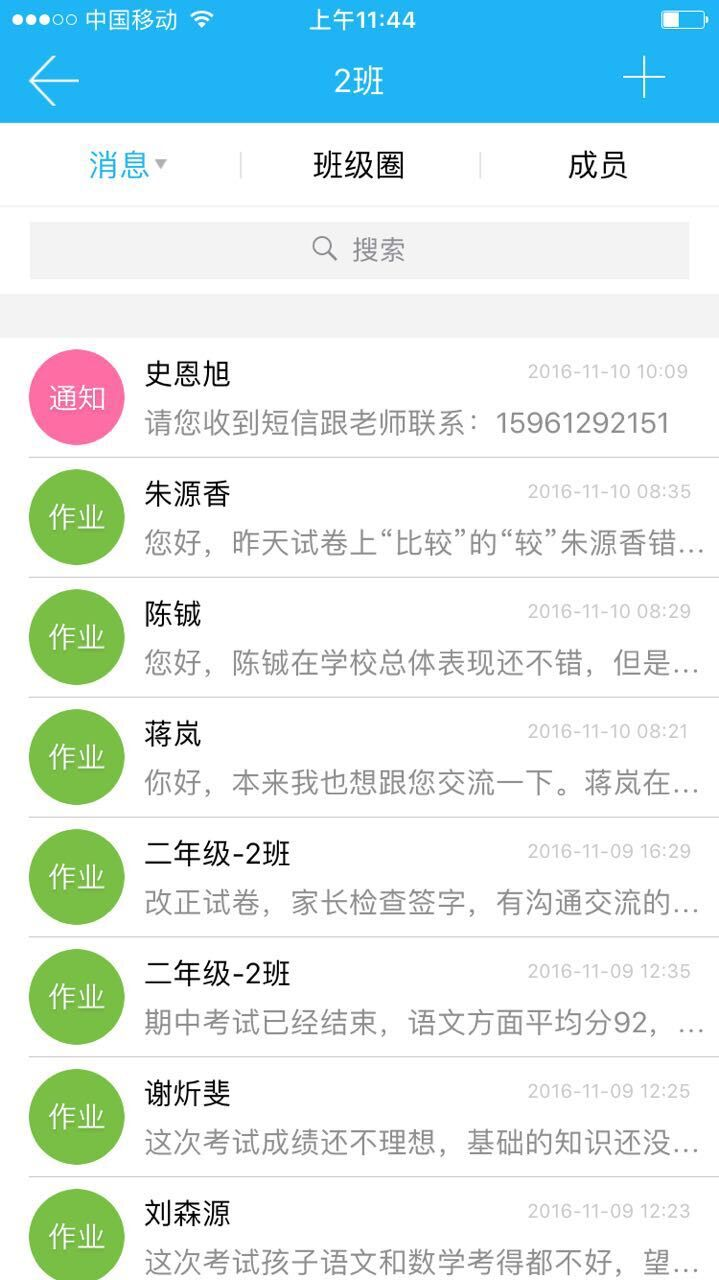 中国移动 上午11:44
2班
消息 班级圈 成员
搜索
史恩旭 2016-11-10 10:09
通知
请您收到短信跟老师联系：15961292151
朱源香 2016-11-10 08:35
作业
您好，昨天试卷上“比较”的“较”朱源香错...
陈铖 2016-11-10 08:29
作业
您好，陈铖在学校总体表现还不错，但是...
蒋岚 2016-11-10 08:21
作业
你好，本来我也想跟您交流一下。蒋岚在...
二年级-2班 2016-11-09 16:29
作业
改正试卷，家长检查签字，有沟通交流的...
二年级-2班 2016-11-09 12:35
作业
期中考试已经结束，语文方面平均分92，...
谢炘斐 2016-11-09 12:25
作业
这次考试成绩还不理想，基础的知识还没...
刘森源 2016-11-09 12:23
作业
这次考试孩子语文和数学考得都不好，望...